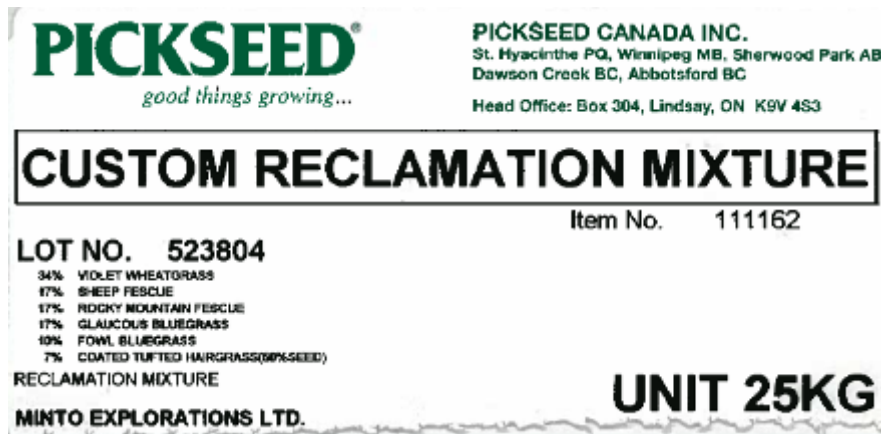 PICKSEED®
good things growing...
PICKSEED CANADA INC.
St. Hyacinthe PQ, Winnipeg MB, Sherwood Park AB
Dawson Creek BC, Abbotsford BC
Head Office: Box 304, Lindsay, ON K9V 4S3
CUSTOM RECLAMATION MIXTURE
Item No. 111162
LOT NO. 523804
34% VIOLET WHEATGRASS
17% SHEEP FESCUE
17% ROCKY MOUNTAIN FESCUE
17% GLAUCOUS BLUEGRASS
10% FOWL BLUEGRASS
7% COATED TUFTED HAIRGRASS(60%SEED)
RECLAMATION MIXTURE
UNIT 25KG
MINTO EXPLORATIONS LTD.